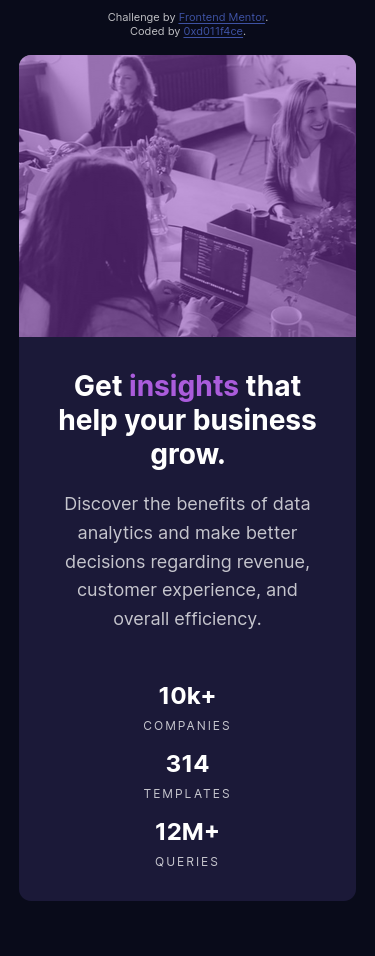 Challenge by Frontend Mentor.
Coded by 0xd011f4ce.
Get insights that
help your business
grow.
Discover the benefits of data
analytics and make better
decisions regarding revenue,
customer experience, and
overall efficiency.
10k+
COMPANIES
314
TEMPLATES
12M+
QUERIES